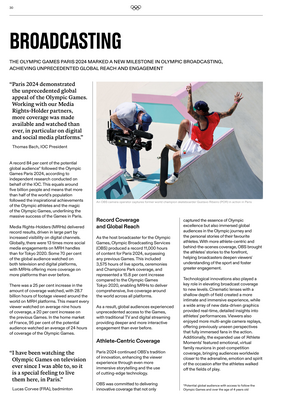 BROADCASTING
THE OLYMPIC GAMES PARIS 2024 MARKED A NEW MILESTONE IN OLYMPIC BROADCASTING,
ACHIEVING UNPRECEDENTED GLOBAL REACH AND ENGAGEMENT
“Paris 2024 demonstrated
the unprecedented global
appeal of the Olympic Games.
Working with our Media
Rights-Holder partners,
more coverage was made
available and watched than
ever, in particular on digital
and social media platforms.”
Thomas Bach, IOC President
A record 84 per cent of the potential
global audience* followed the Olympic
Games Paris 2024, according to
independent research conducted on
behalf of the IOC. This equals around
five billion people and means that more
than half of the world's population
followed the inspirational achievements
of the Olympic athletes and the magic
of the Olympic Games, underlining the
massive success of the Games in Paris.
Media Rights-Holders (MRHs) delivered
record results, driven in large part by
increased visibility on digital channels.
Globally, there were 13 times more social
media engagements on MRH handles
than for Tokyo 2020. Some 70 per cent
of the global audience watched on
both television and digital platforms,
with MRHs offering more coverage on
more platforms than ever before.
There was a 25 per cent increase in the
amount of coverage watched, with 28.7
billion hours of footage viewed around the
world on MRH platforms. This meant every
viewer watched on average nine hours
of coverage, a 20 per cent increase on
the previous Games. In the home market
of France, 95 per cent of the potential
audience watched an average of 24 hours
of coverage of the Olympic Games.
“I have been watching the
Olympic Games on television
ever since I was able to, so it
is a special feeling to live
them here, in Paris.”
Lucas Corvee (FRA), badminton
Record Coverage
and Global Reach
As the host broadcaster for the Olympic
Games, Olympic Broadcasting Services
(OBS) produced a record 11,000 hours
of content for Paris 2024, surpassing
any previous Games. This included
3,575 hours of live sports, ceremonies
and Champions Park coverage, and
represented a 15.8 per cent increase
compared to the Olympic Games
Tokyo 2020, enabling MRHs to deliver
comprehensive, live coverage around
the world across all platforms.
As a result, global audiences experienced
unprecedented access to the Games,
with traditional TV and digital streaming
providing deeper and more interactive
engagement than ever before.
Athlete-Centric Coverage
Paris 2024 continued OBS's tradition
of innovation, enhancing the viewer
experience through even more
immersive storytelling and the use
of cutting-edge technology.
OBS was committed to delivering
innovative coverage that not only
captured the essence of Olympic
excellence but also immersed global
audiences in the Olympic journey and
the personal stories of their favourite
athletes. With more athlete-centric and
behind-the-scenes coverage, OBS brought
the athletes' stories to the forefront,
helping broadcasters deepen viewers'
understanding of the sport and foster
greater engagement.
Technological innovations also played a
key role in elevating broadcast coverage
to new levels. Cinematic lenses with a
shallow depth of field created a more
intimate and immersive experience, while
a wide array of new data-driven graphics
provided real-time, detailed insights into
athletes' performances. Viewers also
enjoyed more multi-angle camera replays,
offering previously unseen perspectives
that fully immersed fans in the action.
Additionally, the expanded use of 'Athlete
Moments' featured emotional, virtual
family reunions in post-competition
coverage, bringing audiences worldwide
closer to the adrenaline, emotion and spirit
of the occasion after the athletes walked
off the fields of play.
*Potential global audience with access to follow the
Olympic Games and over the age of 4 years old